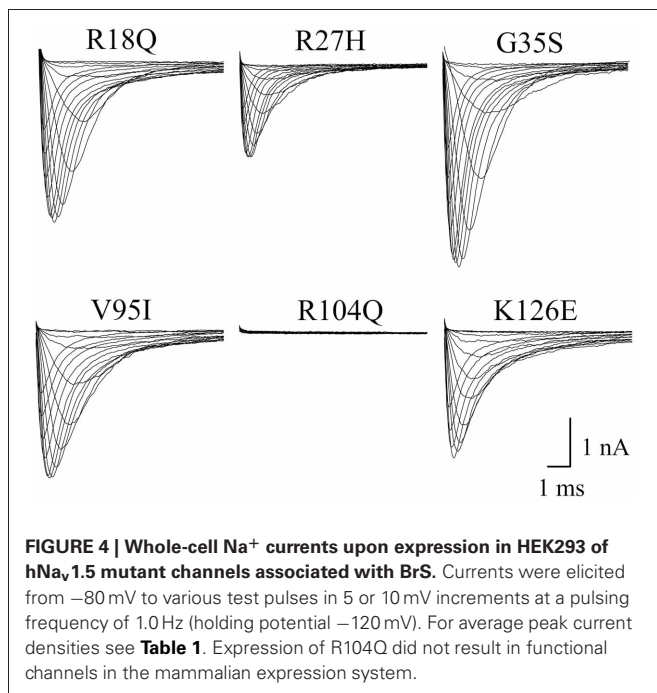 R18Q
R27H
G35S
V95I
R104Q
K126E
1 nA
1 ms
FIGURE 4 | Whole-cell Na+ currents upon expression in HEK293 of
hNav1.5 mutant channels associated with BrS. Currents were elicited
from −80 mV to various test pulses in 5 or 10 mV increments at a pulsing
frequency of 1.0 Hz (holding potential −120 mV). For average peak current
densities see Table 1. Expression of R104Q did not result in functional
channels in the mammalian expression system.